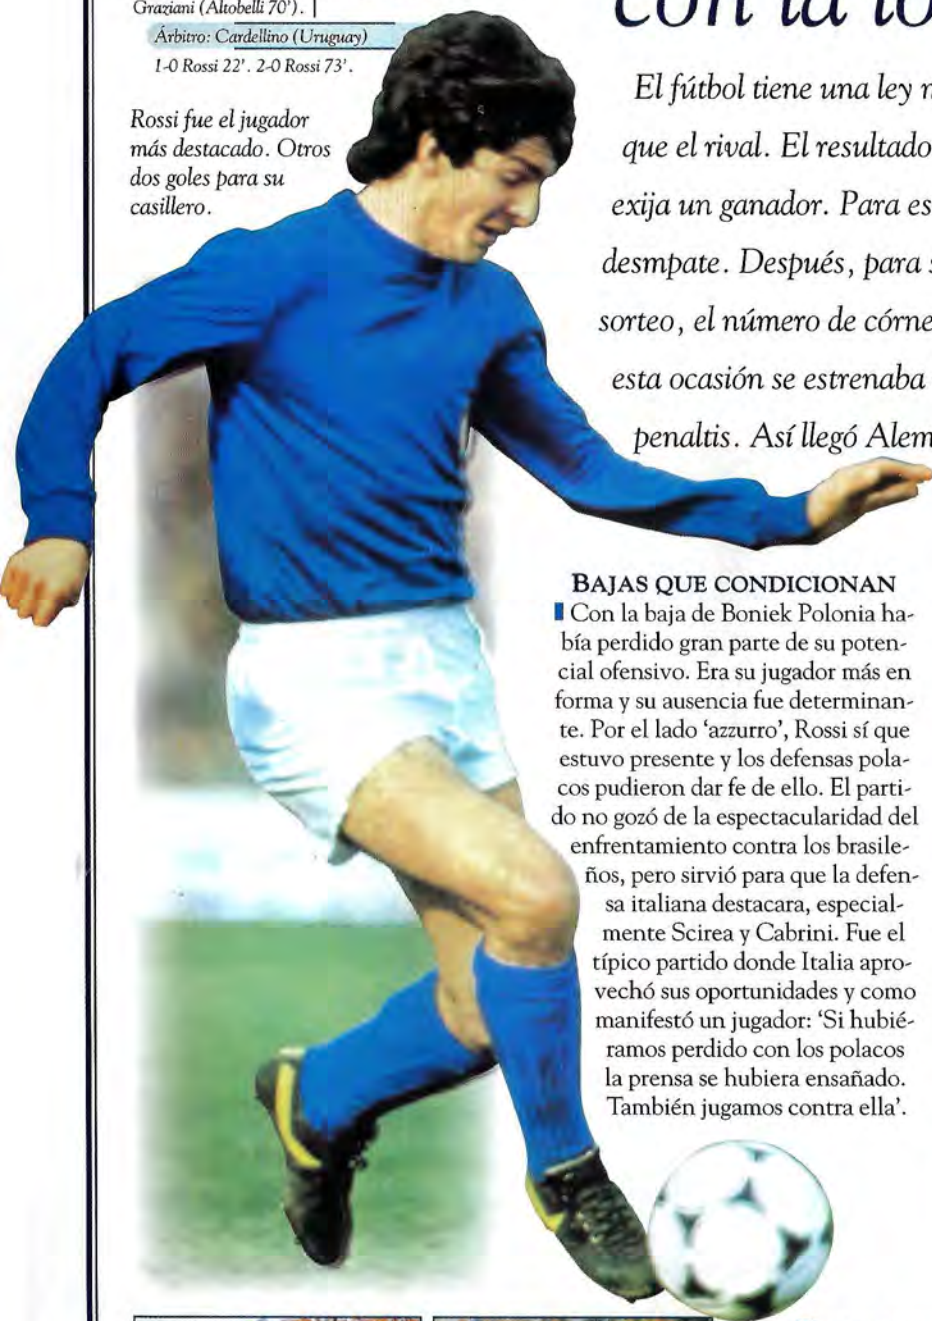 Graziani (Altobelli 70').
Árbitro: Cardellino (Uruguay)
1-0 Rossi 22'. 2-0 Rossi 73'.
Rossi fue el jugador
más destacado. Otros
dos goles para su
casillero.
con la lo
El fútbol tiene una ley
que el rival. El resultado
exija un ganador. Para es
desmpate. Después, para
sorteo, el número de córne
esta ocasión se estrenaba
penaltis. Así llegó Alem
BAJAS QUE CONDICIONAN
Con la baja de Boniek Polonia ha-
bía perdido gran parte de su poten-
cial ofensivo. Era su jugador más en
forma y su ausencia fue determinan-
te. Por el lado 'azzurro', Rossi sí que
estuvo presente y los defensas pola-
cos pudieron dar fe de ello. El parti-
do no gozó de la espectacularidad del
enfrentamiento contra los brasile-
ños, pero sirvió para que la defen-
sa italiana destacara, especial-
mente Scirea y Cabrini. Fue el
típico partido donde Italia apro-
vechó sus oportunidades y como
manifestó un jugador: 'Si hubié-
ramos perdido con los polacos
la prensa se hubiera ensañado.
También jugamos contra ella'.